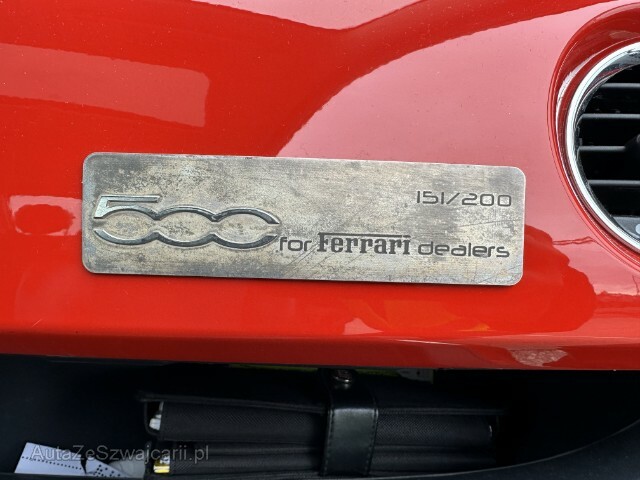 151/200
500 for Ferrari dealers
AutaZeSzwajcarii.pl